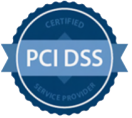 CERTIFIED
PCI DSS
SERVICE PROVIDER